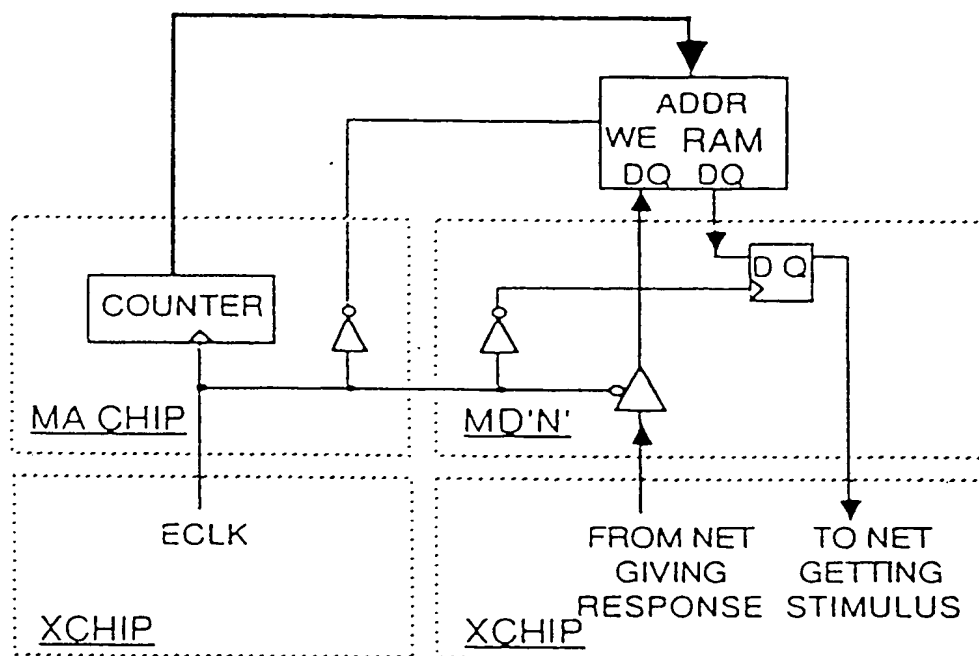 ADDR
WE RAM
DQ DQ
D Q
COUNTER
MA CHIP
MD'N'
ECLK
XCHIP
FROM NET
GIVING
RESPONSE
TO NET
GETTING
STIMULUS
XCHIP